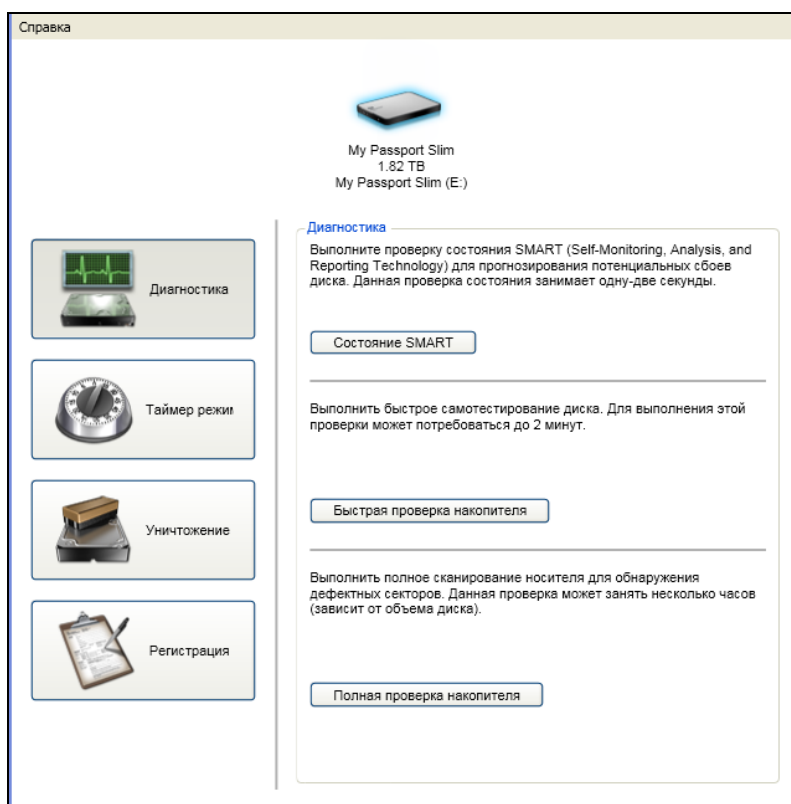 Справка
My Passport Slim
1.82 TB
My Passport Slim (E:)
Диагностика
Таймер режи
Уничтожение
Регистрация
Диагностика
Выполните проверку состояния SMART (Self-Monitoring, Analysis, and
Reporting Technology) для прогнозирования потенциальных сбоев
диска. Данная проверка состояния занимает одну-две секунды.
Состояние SMART
Выполнить быстрое самотестирование диска. Для выполнения этой
проверки может потребоваться до 2 минут.
Быстрая проверка накопителя
Выполнить полное сканирование носителя для обнаружения
дефектных секторов. Данная проверка может занять несколько часов
(зависит от объема диска).
Полная проверка накопителя